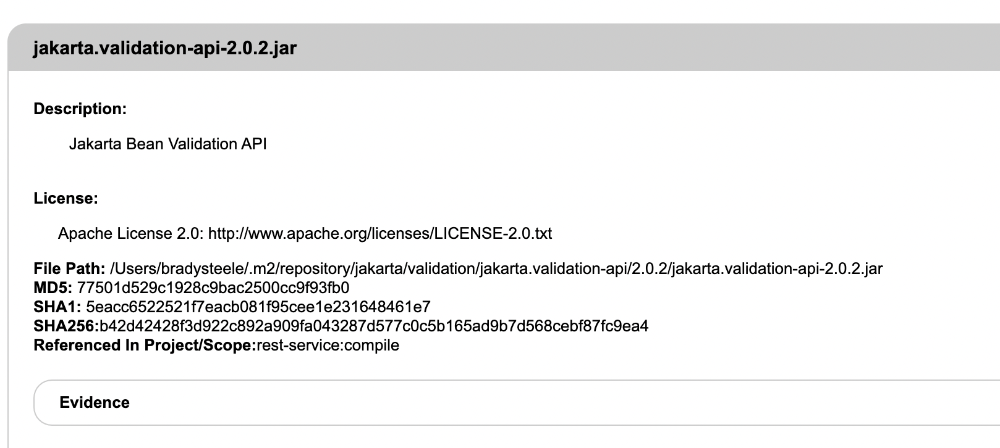 jakarta.validation-api-2.0.2.jar
Description:
Jakarta Bean Validation API
License:
Apache License 2.0: http://www.apache.org/licenses/LICENSE-2.0.txt
File Path: /Users/bradysteele/.m2/repository/jakarta/validation/jakarta.validation-api/2.0.2/jakarta.validation-api-2.0.2.jar
MD5: 77501d529c1928c9bac2500cc9f93fb0
SHA1: 5eacc6522521f7eacb081f95cee1e231648461e7
SHA256:b42d42428f3d922c892a909fa043287d577c0c5b165ad9b7d568cebf87fc9ea4
Referenced In Project/Scope:rest-service:compile
Evidence